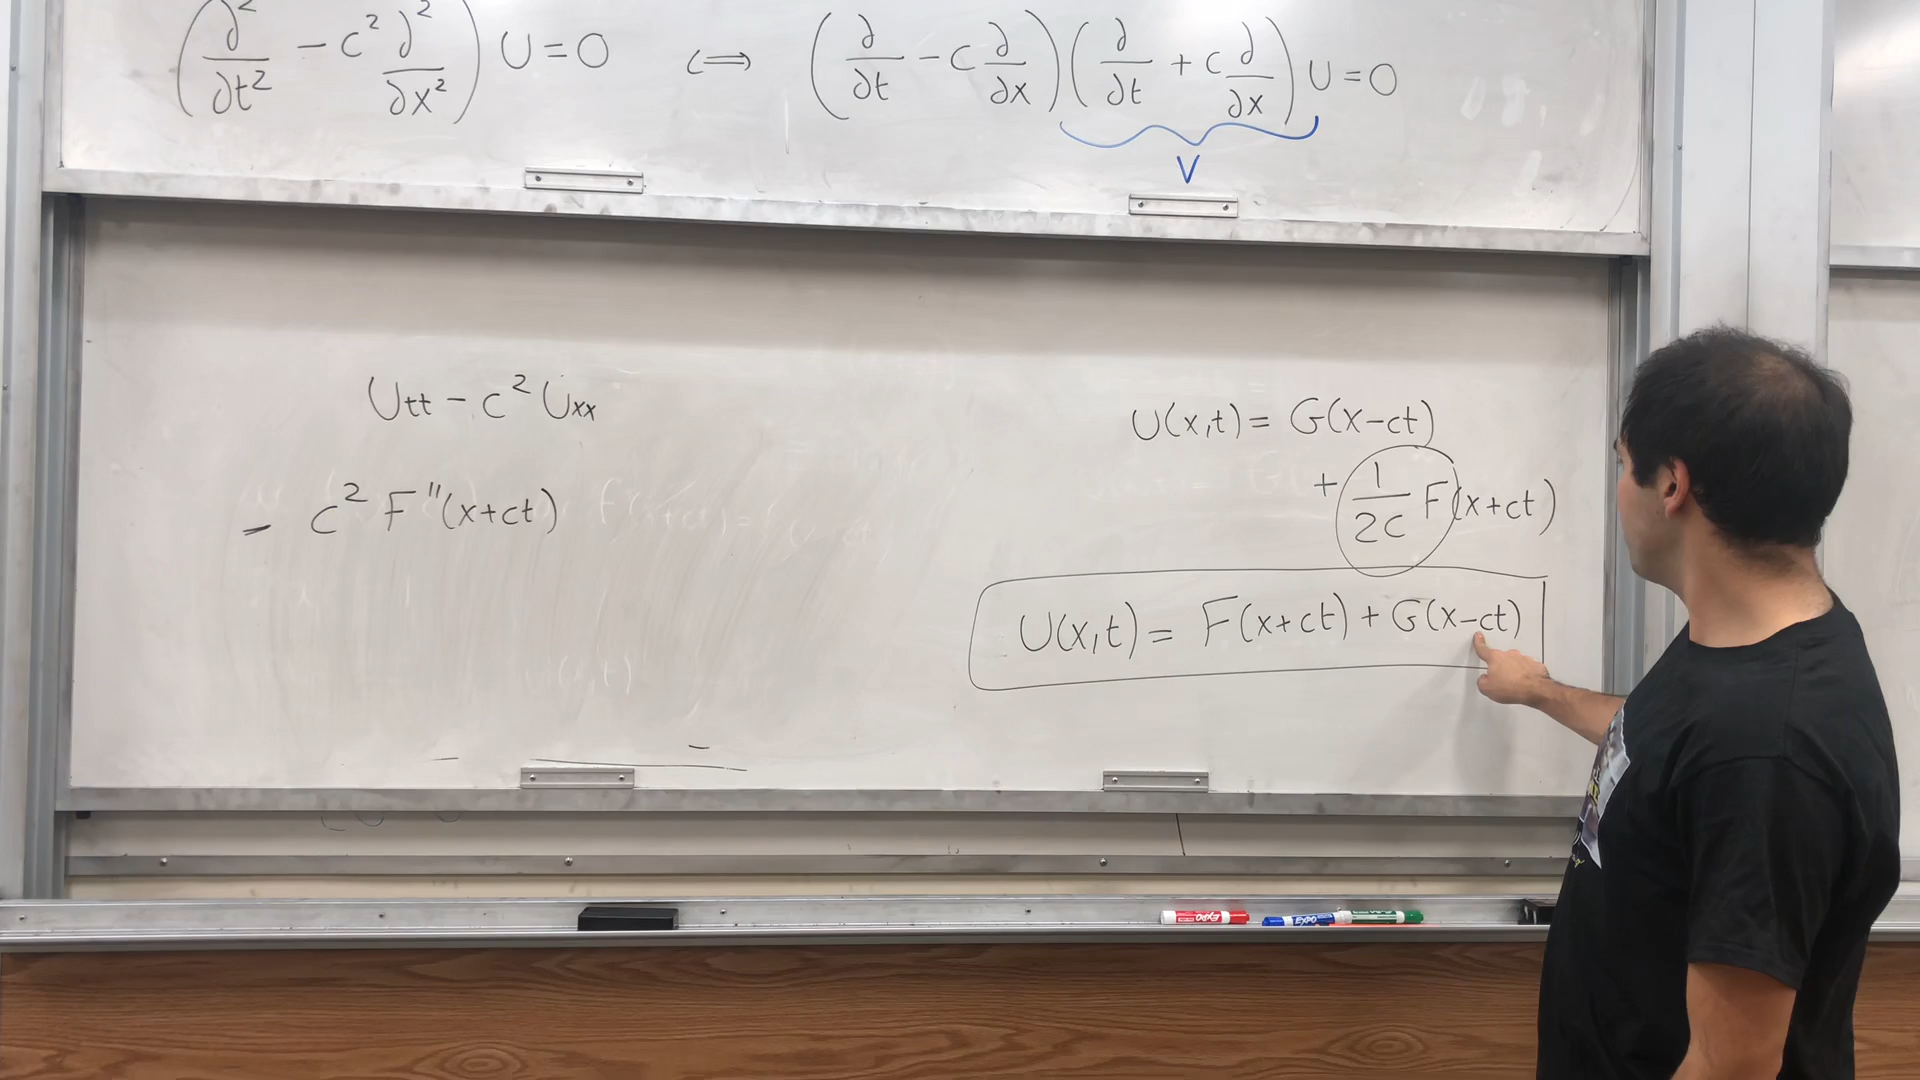 (∂²/∂t² - c² ∂²/∂x²) U = 0 ⟺ (∂/∂t - c ∂/∂x)(∂/∂t + c ∂/∂x) U = 0
V
Utt - c² Uxx
- c² F''(x+ct)
U(x,t) = G(x-ct)
+ 1/2c F(x+ct)
U(x,t) = F(x+ct) + G(x-ct)
EXPO
EXPO